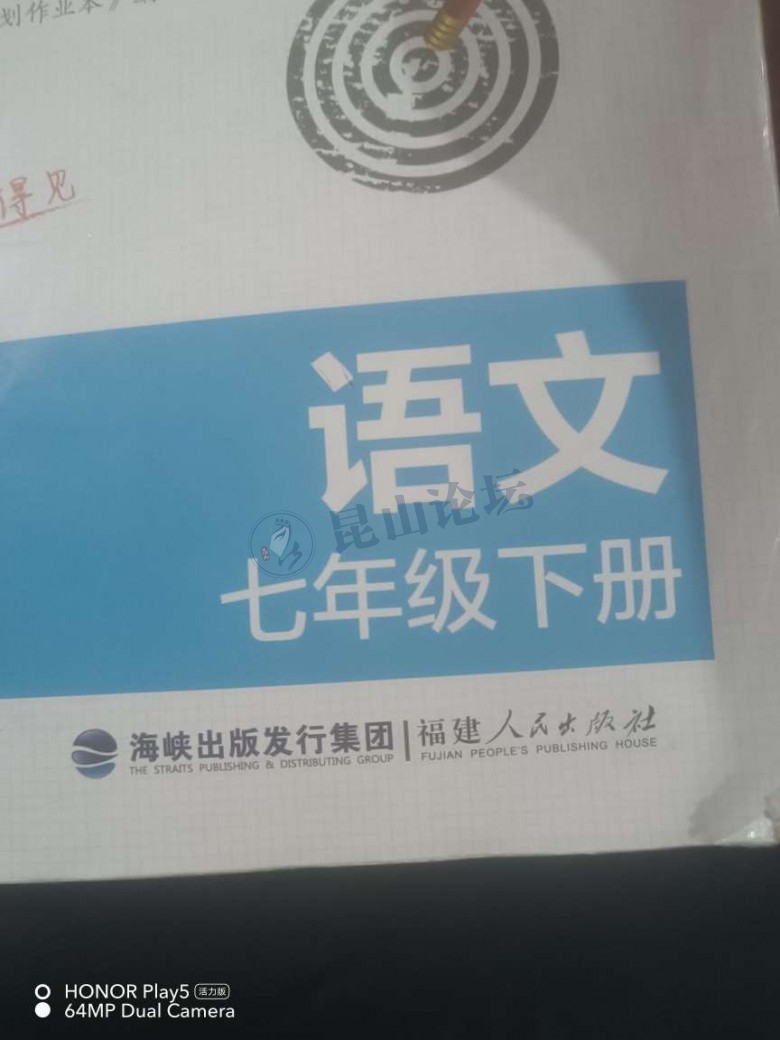 划作业本》
得见
语文
昆山论坛
七年级下册
海峡出版发行集团 福建人民出版社
THE STRAITS PUBLISHING & DISTRIBUTING GROUP FUJIAN PEOPLE'S PUBLISHING HOUSE
HONOR Play5 活力版
64MP Dual Camera